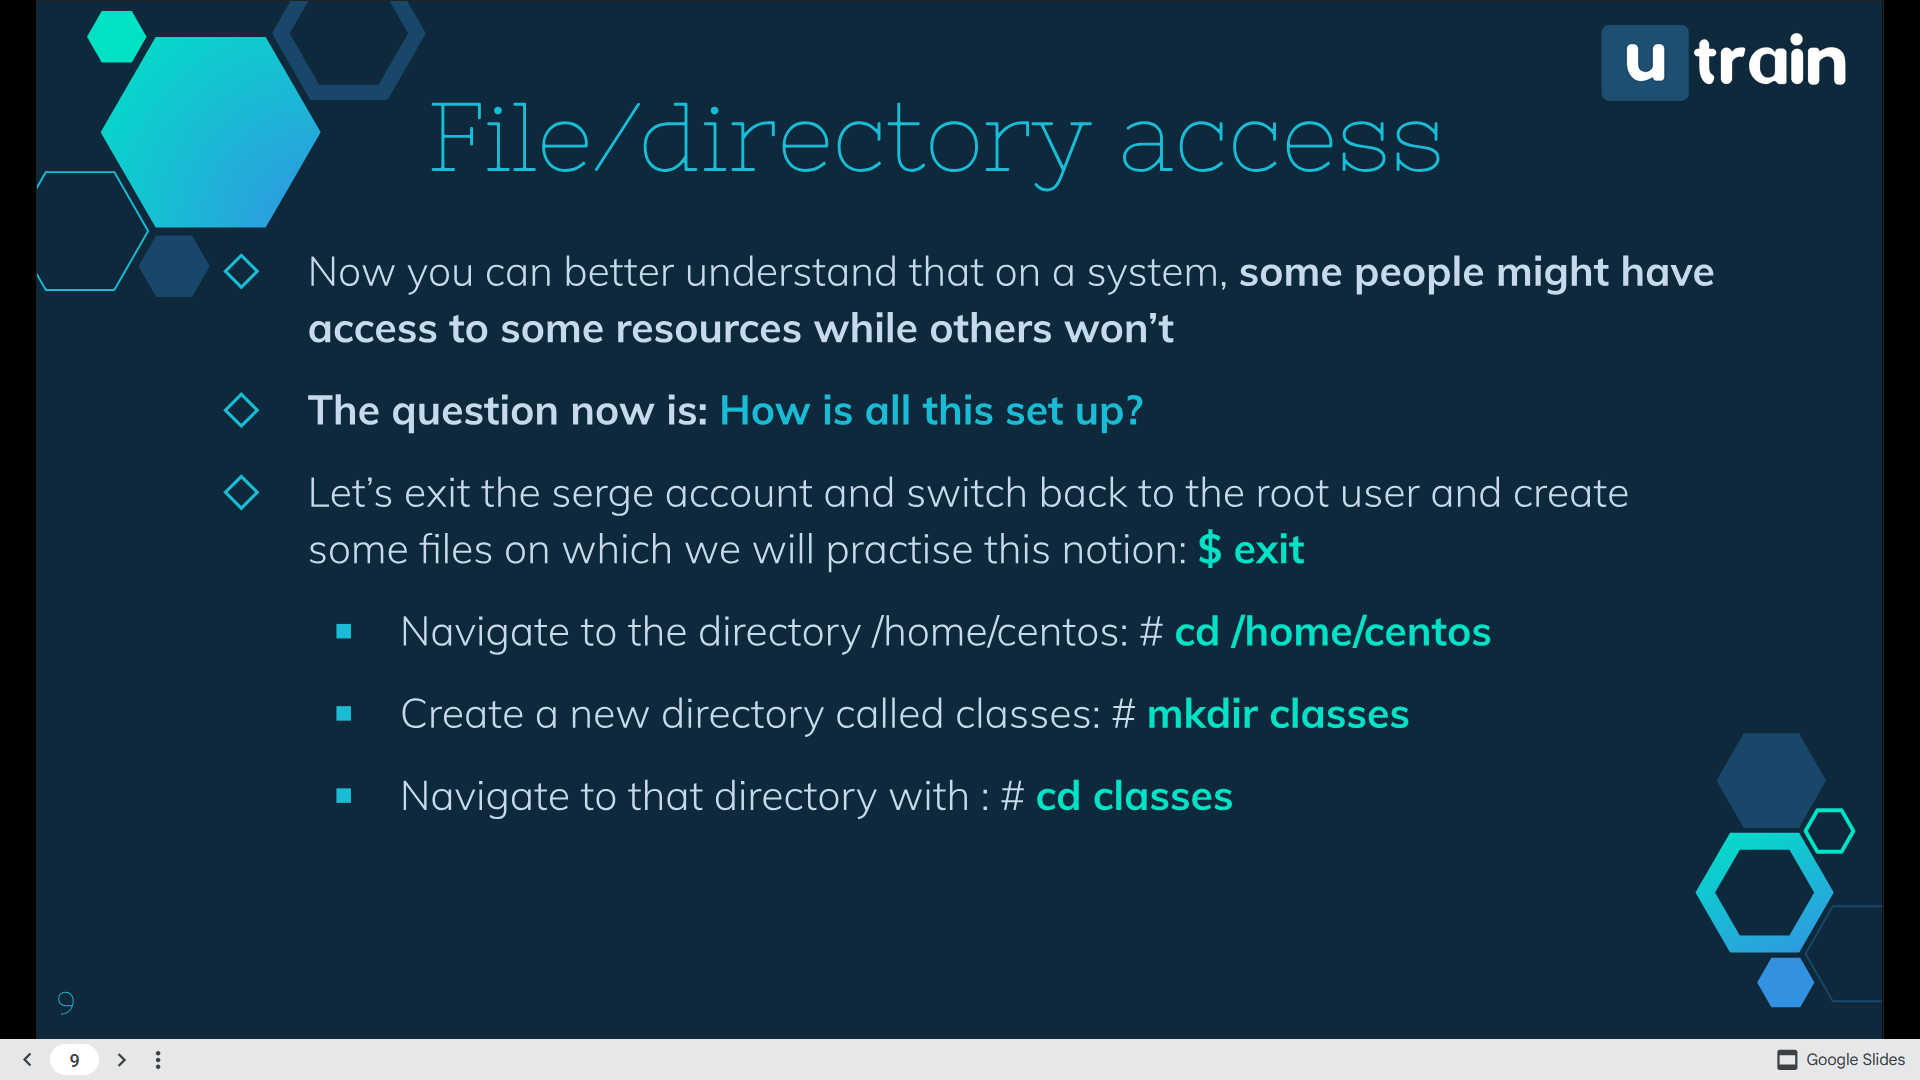 u train
File/directory access
Now you can better understand that on a system, some people might have
access to some resources while others won’t
The question now is: How is all this set up?
Let’s exit the serge account and switch back to the root user and create
some files on which we will practise this notion: $ exit
Navigate to the directory /home/centos: # cd /home/centos
Create a new directory called classes: # mkdir classes
Navigate to that directory with : # cd classes
9
9
Google Slides